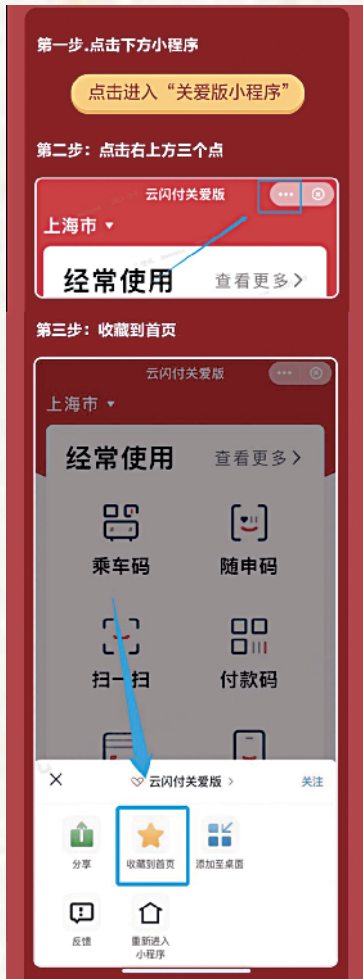 第一步.点击下方小程序
点击进入“关爱版小程序”
第二步：点击右上方三个点
云闪付关爱版
上海市
经常使用 查看更多>
第三步：收藏到首页
云闪付关爱版
上海市
经常使用 查看更多>
乘车码 随申码
扫一扫 付款码
云闪付关爱版 > 关注
分享 收藏到首页 添加至桌面
反馈 重新进入
小程序